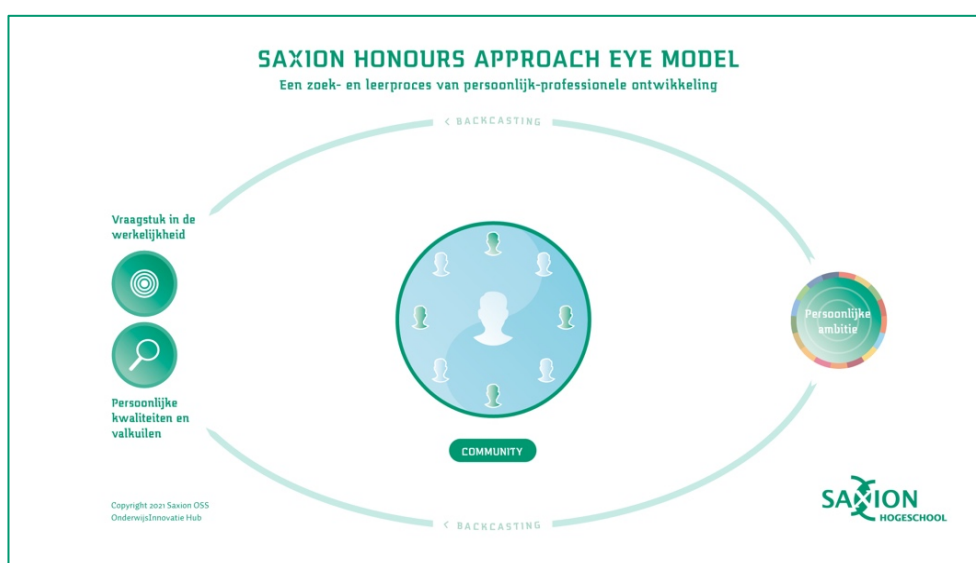 SAXION HONOURS APPROACH EYE MODEL
Een zoek- en leerproces van persoonlijk-professionele ontwikkeling
< BACKCASTING
Vraagstuk in de
werkelijkheid
Persoonlijke
ambitie
Persoonlijke
kwaliteiten en
valkuilen
COMMUNITY
Copyright 2021 Saxion OSS
OnderwijsInnovatie Hub
< BACKCASTING
SAXION
HOGESCHOOL